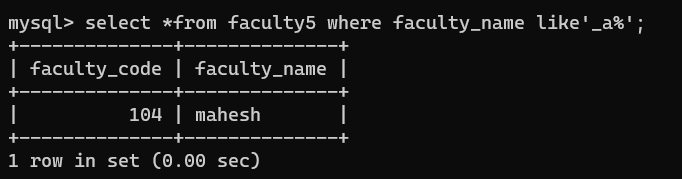 mysql> select *from faculty5 where faculty_name like'_a%';
+--------------+--------------+
| faculty_code | faculty_name |
+--------------+--------------+
|          104 | mahesh       |
+--------------+--------------+
1 row in set (0.00 sec)